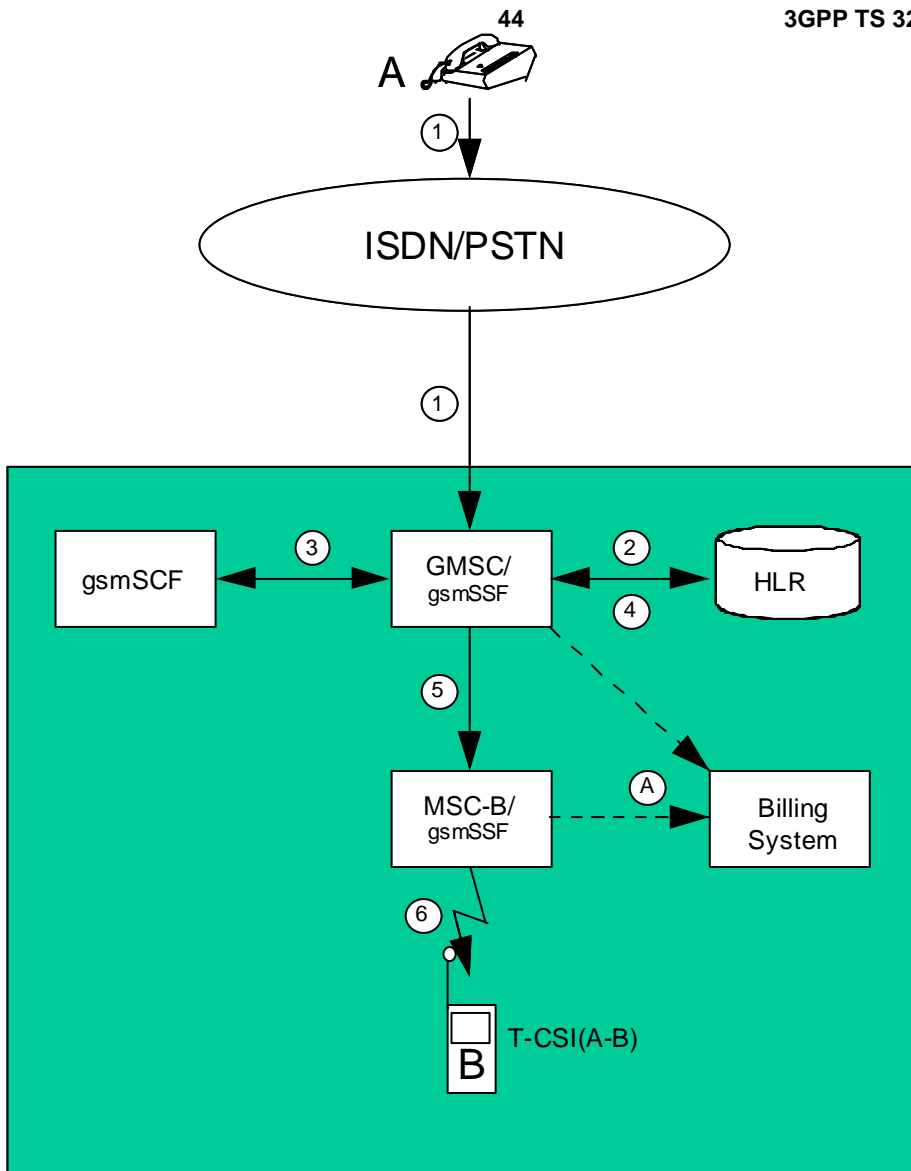 44
3GPP TS 32
A
1
ISDN/PSTN
1
gsmSCF
3
GMSC/
gsmSSF
2
4
HLR
5
MSC-B/
gsmSSF
A
Billing
System
6
B
T-CSI(A-B)